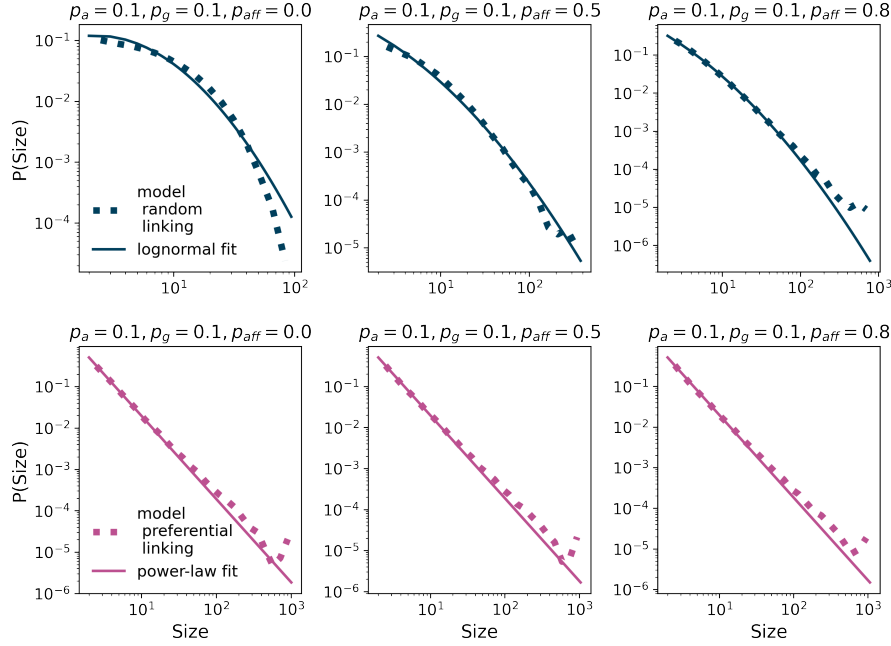 p_a = 0.1, p_g = 0.1, p_aff = 0.0
p_a = 0.1, p_g = 0.1, p_aff = 0.5
p_a = 0.1, p_g = 0.1, p_aff = 0.8
P(Size)
10^-1
10^-2
10^-3
10^-4
10^1
10^2
model
random
linking
lognormal fit
10^-1
10^-2
10^-3
10^-4
10^-5
10^1
10^2
10^0
10^-1
10^-2
10^-3
10^-4
10^-5
10^-6
10^1
10^2
10^3
p_a = 0.1, p_g = 0.1, p_aff = 0.0
p_a = 0.1, p_g = 0.1, p_aff = 0.5
p_a = 0.1, p_g = 0.1, p_aff = 0.8
P(Size)
10^-1
10^-2
10^-3
10^-4
10^-5
10^-6
10^1
10^2
10^3
model
preferential
linking
power-law fit
Size
10^-1
10^-2
10^-3
10^-4
10^-5
10^-6
10^1
10^2
10^3
Size
10^-1
10^-2
10^-3
10^-4
10^-5
10^-6
10^1
10^2
10^3
Size